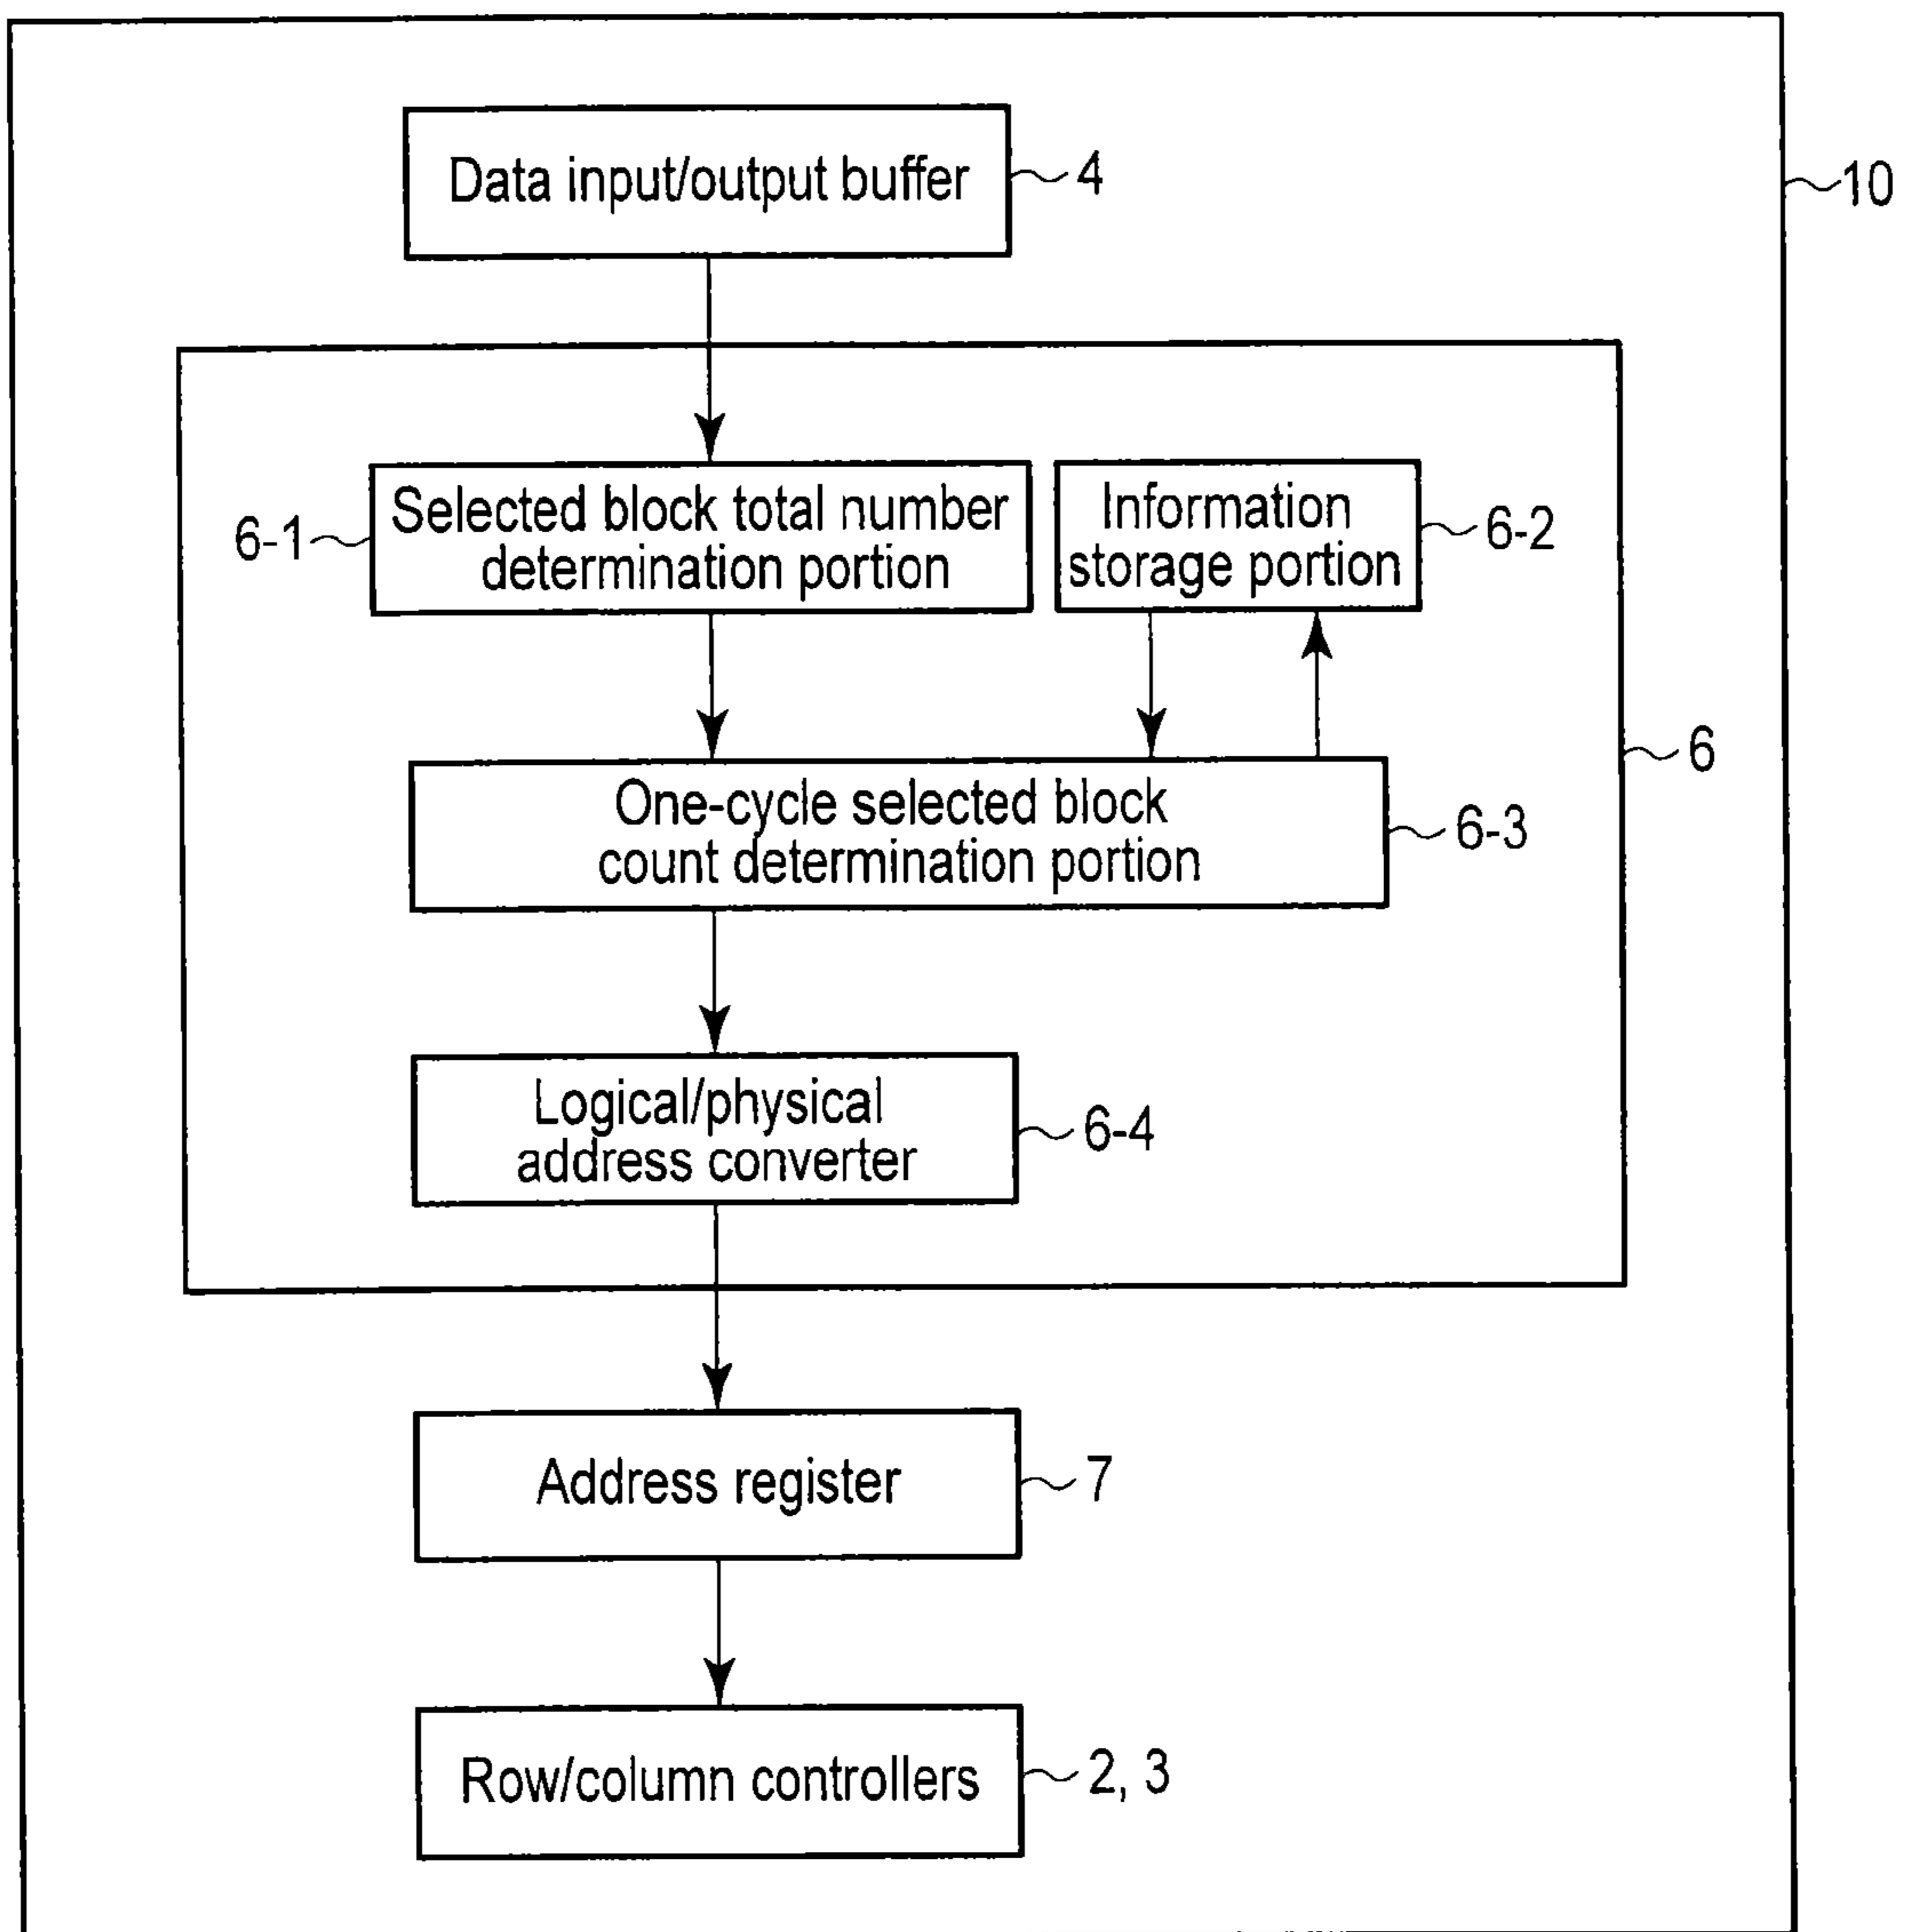 Data input/output buffer
4
10
6-1
Selected block total number
determination portion
Information
storage portion
6-2
6
One-cycle selected block
count determination portion
6-3
Logical/physical
address converter
6-4
Address register
7
Row/column controllers
2, 3